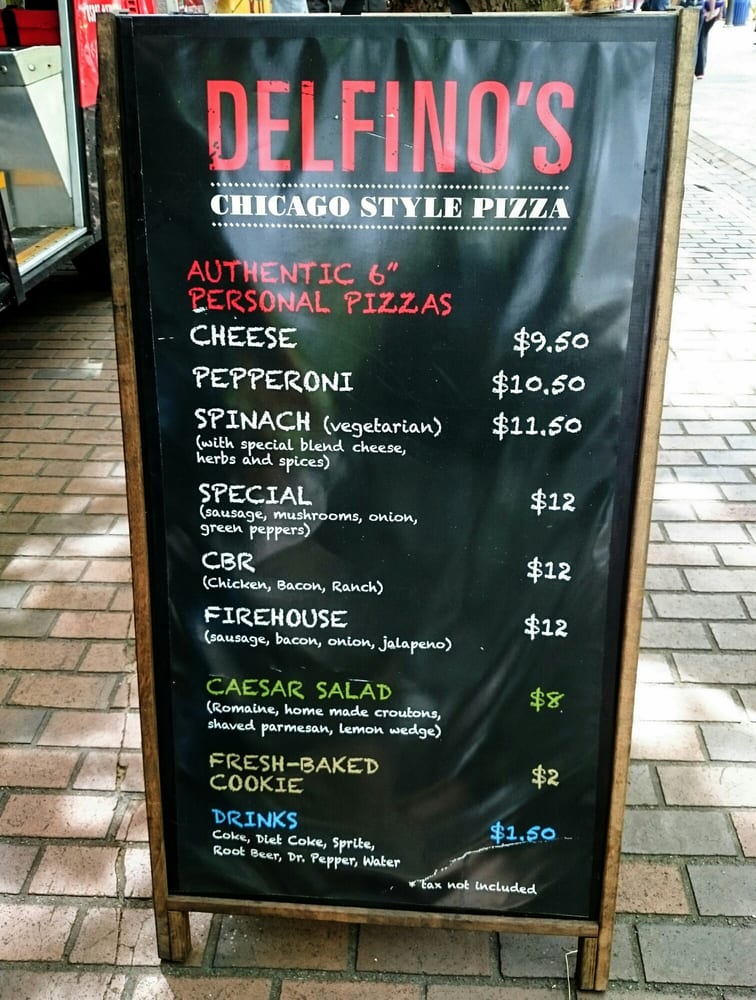 DELFINO'S
CHICAGO STYLE PIZZA
AUTHENTIC 6"
PERSONAL PIZZAS
CHEESE $9.50
PEPPERONI $10.50
SPINACH (vegetarian) $11.50
(with special blend cheese,
herbs and spices)
SPECIAL $12
(sausage, mushrooms, onion,
green peppers)
CBR $12
(Chicken, Bacon, Ranch)
FIREHOUSE $12
(sausage, bacon, onion, jalapeno)
CAESAR SALAD $8
(Romaine, home made croutons,
shaved parmesan, lemon wedge)
FRESH-BAKED
COOKIE $2
DRINKS $1.50
Coke, Diet Coke, Sprite,
Root Beer, Dr. Pepper, Water
* tax not included